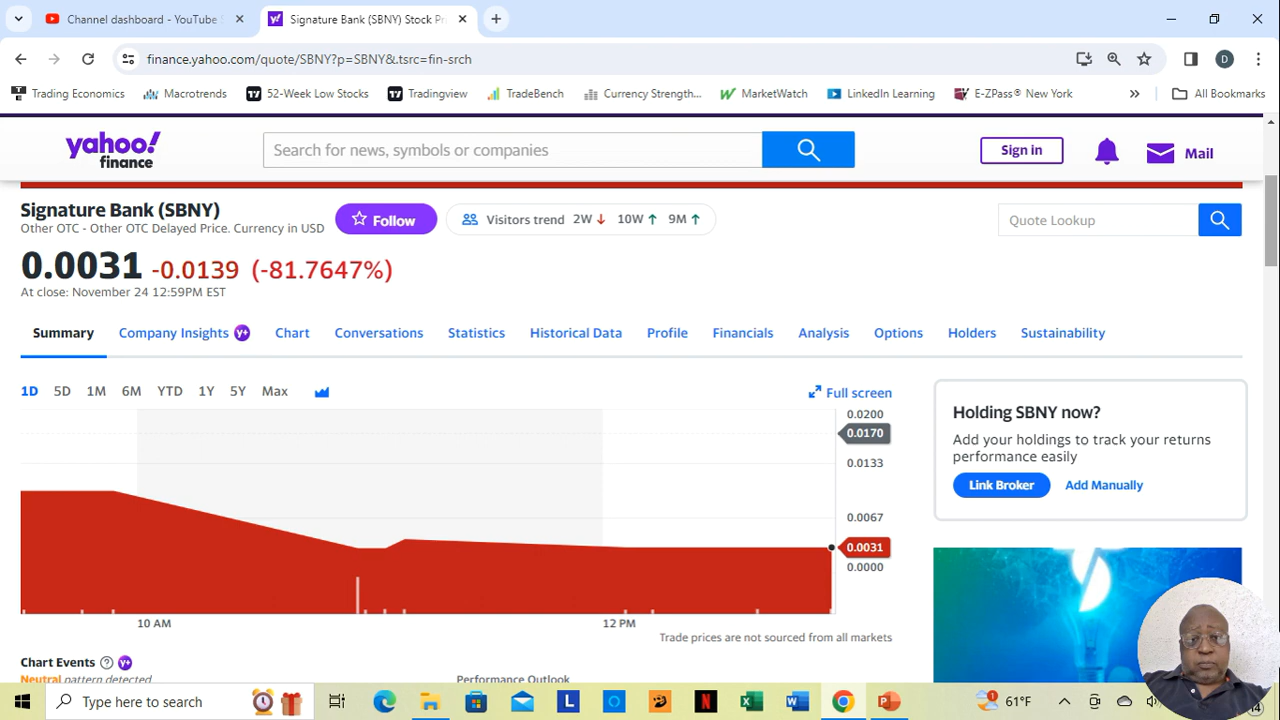 Channel dashboard - YouTube
Signature Bank (SBNY) Stock Pri
finance.yahoo.com/quote/SBNY?p=SBNY&.tsrc=fin-srch
D
Trading Economics
Macrotrends
52-Week Low Stocks
Tradingview
TradeBench
Currency Strength...
MarketWatch
LinkedIn Learning
E-ZPass® New York
All Bookmarks
yahoo!
finance
Search for news, symbols or companies
Sign in
Mail
Signature Bank (SBNY)
Other OTC - Other OTC Delayed Price. Currency in USD
Follow
Visitors trend 2W ↓ 10W ↑ 9M ↑
Quote Lookup
0.0031 -0.0139 (-81.7647%)
At close: November 24 12:59PM EST
Summary Company Insights Y+ Chart Conversations Statistics Historical Data Profile Financials Analysis Options Holders Sustainability
1D 5D 1M 6M YTD 1Y 5Y Max
Full screen
0.0200
0.0170
0.0133
0.0067
0.0031
0.0000
10 AM
12 PM
Trade prices are not sourced from all markets
Holding SBNY now?
Add your holdings to track your returns
performance easily
Link Broker
Add Manually
Chart Events ? Y+
Neutral pattern detected
Performance Outlook
Type here to search
61°F